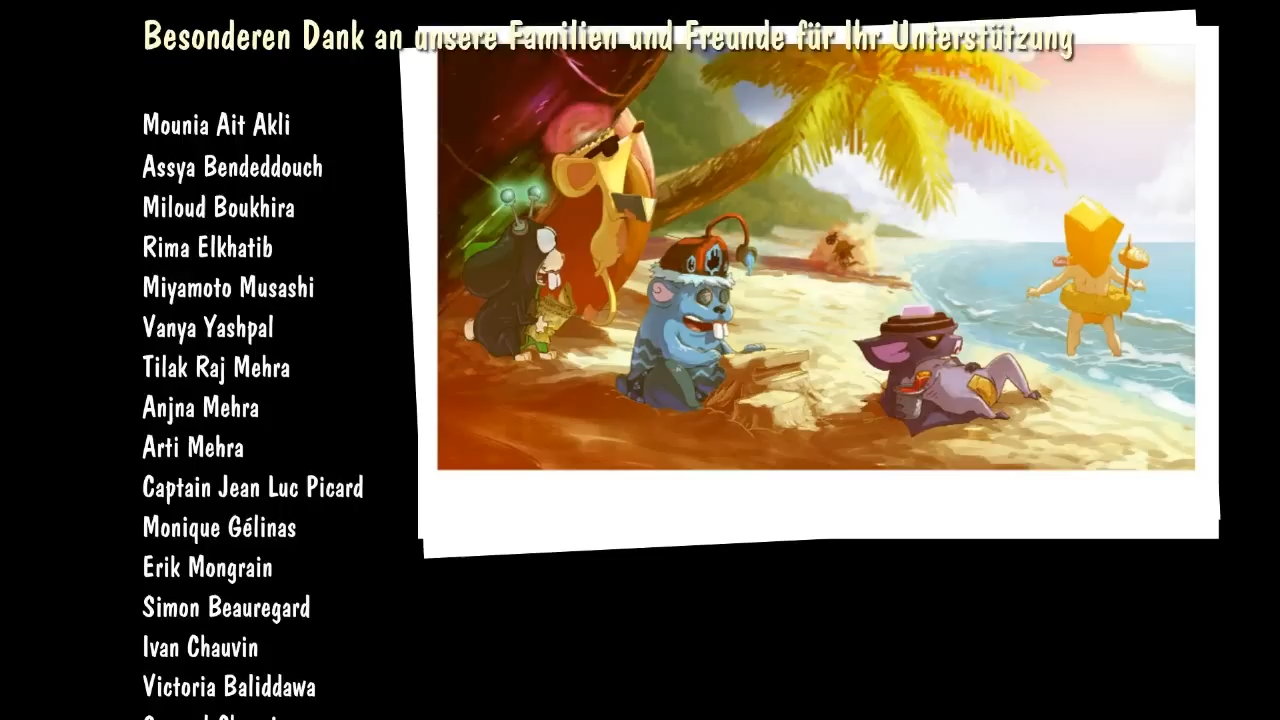 Besonderen Dank an unsere Familien und Freunde für Ihr Unterstützung
Mounia Ait Akli
Assya Bendeddouch
Miloud Boukhira
Rima Elkhatib
Miyamoto Musashi
Vanya Yashpal
Tilak Raj Mehra
Anjna Mehra
Arti Mehra
Captain Jean Luc Picard
Monique Gélinas
Erik Mongrain
Simon Beauregard
Ivan Chauvin
Victoria Baliddawa